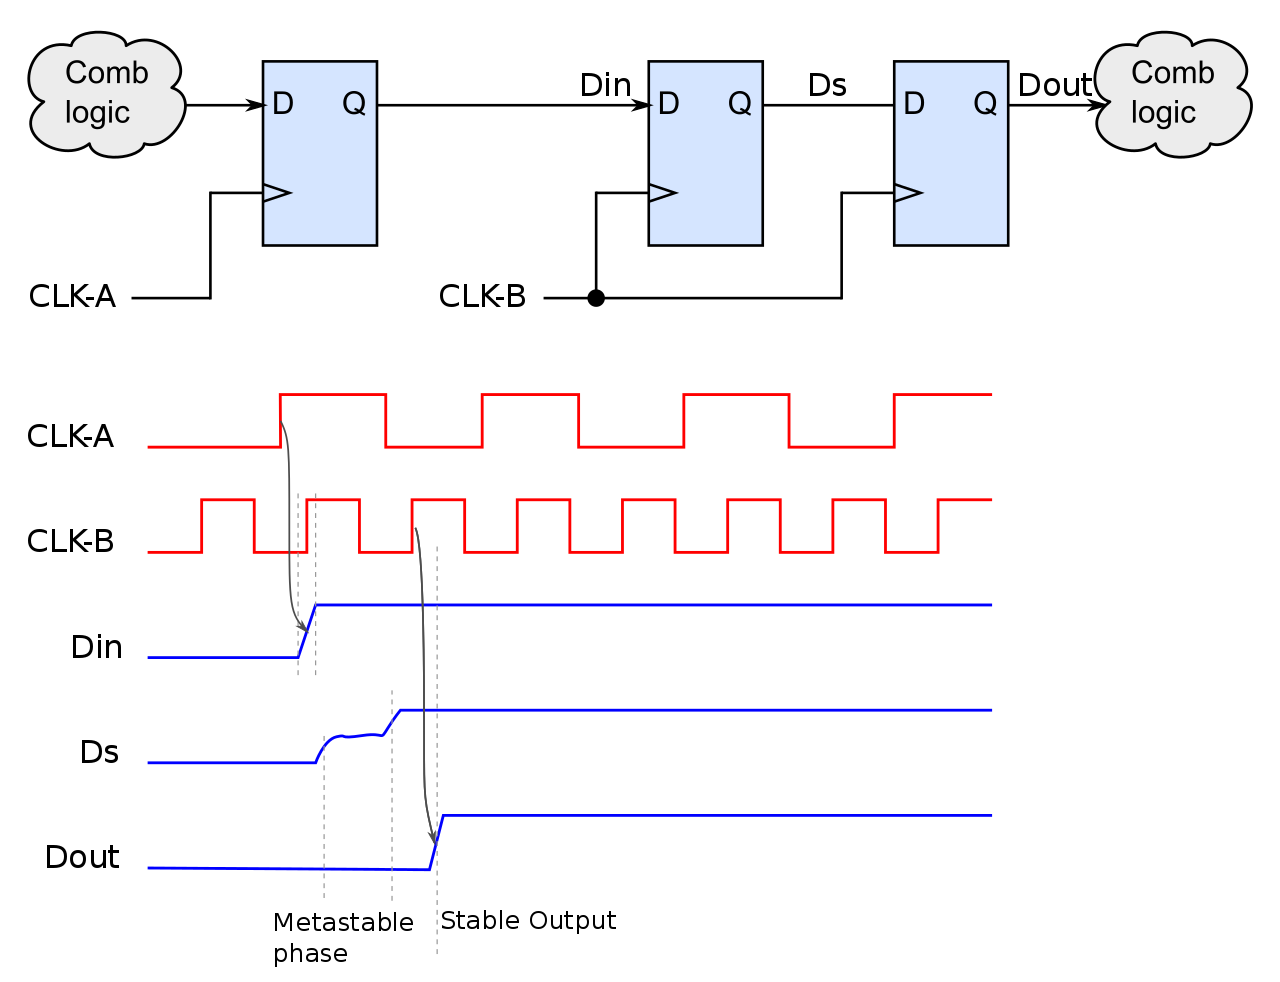 Comb
logic
D Q
Din
D Q
Ds
D Q
Dout
Comb
logic
CLK-A
CLK-B
CLK-A
CLK-B
Din
Ds
Dout
Metastable
phase
Stable Output